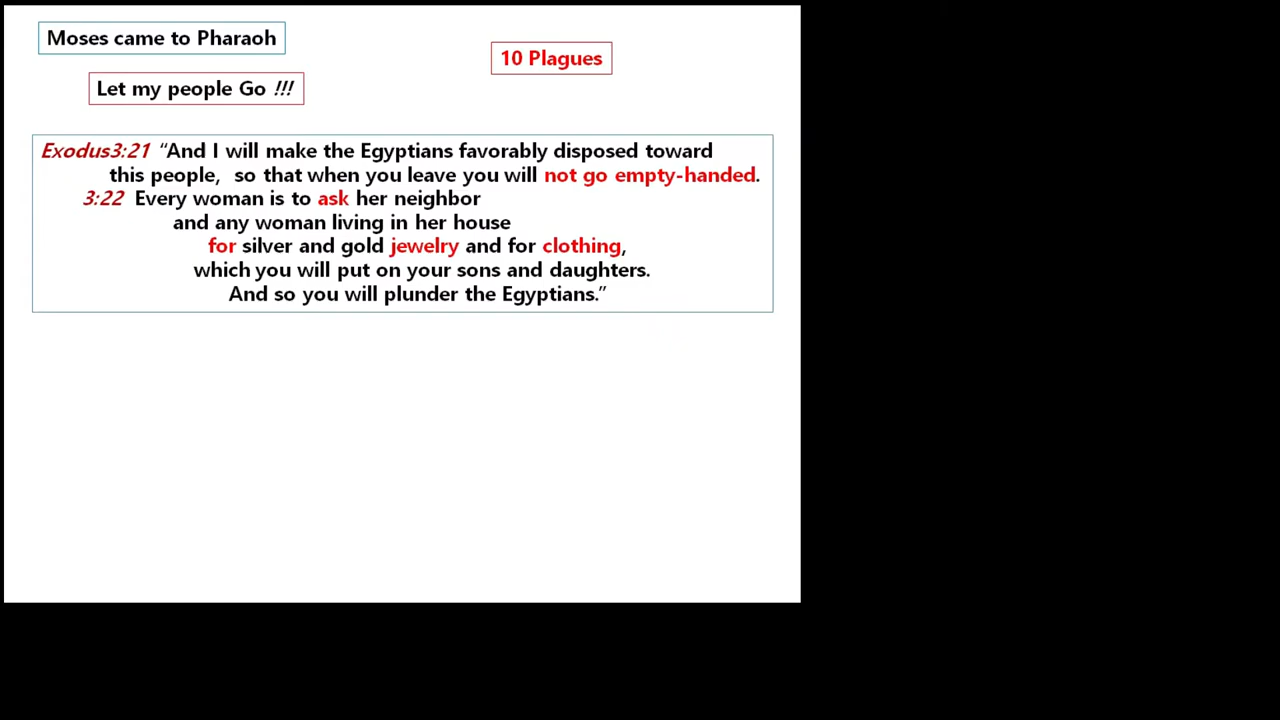 Moses came to Pharaoh
10 Plagues
Let my people Go !!!
Exodus3:21 “And I will make the Egyptians favorably disposed toward
this people, so that when you leave you will not go empty-handed.
3:22 Every woman is to ask her neighbor
and any woman living in her house
for silver and gold jewelry and for clothing,
which you will put on your sons and daughters.
And so you will plunder the Egyptians.”